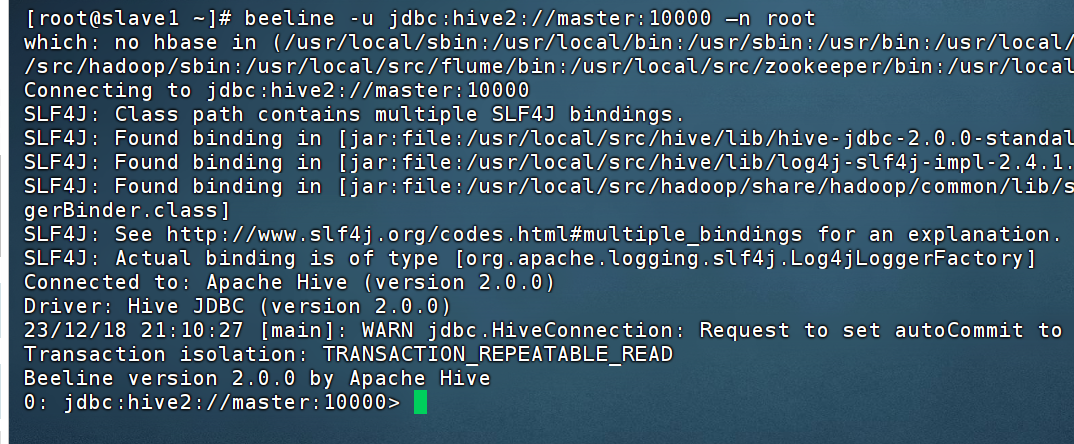 [root@slave1 ~]# beeline -u jdbc:hive2://master:10000 –n root
which: no hbase in (/usr/local/sbin:/usr/local/bin:/usr/sbin:/usr/bin:/usr/local/
/src/hadoop/sbin:/usr/local/src/flume/bin:/usr/local/src/zookeeper/bin:/usr/local
Connecting to jdbc:hive2://master:10000
SLF4J: Class path contains multiple SLF4J bindings.
SLF4J: Found binding in [jar:file:/usr/local/src/hive/lib/hive-jdbc-2.0.0-standal
SLF4J: Found binding in [jar:file:/usr/local/src/hive/lib/log4j-slf4j-impl-2.4.1.
SLF4J: Found binding in [jar:file:/usr/local/src/hadoop/share/hadoop/common/lib/s
gerBinder.class]
SLF4J: See http://www.slf4j.org/codes.html#multiple_bindings for an explanation.
SLF4J: Actual binding is of type [org.apache.logging.slf4j.Log4jLoggerFactory]
Connected to: Apache Hive (version 2.0.0)
Driver: Hive JDBC (version 2.0.0)
23/12/18 21:10:27 [main]: WARN jdbc.HiveConnection: Request to set autoCommit to
Transaction isolation: TRANSACTION_REPEATABLE_READ
Beeline version 2.0.0 by Apache Hive
0: jdbc:hive2://master:10000>